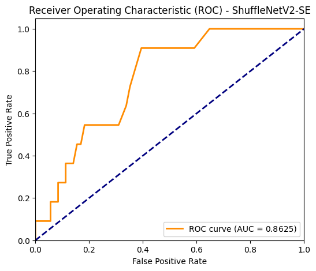 Receiver Operating Characteristic (ROC) - ShuffleNetV2-SE
1.0
0.8
0.6
0.4
0.2
0.0
True Positive Rate
ROC curve (AUC = 0.8625)
0.0 0.2 0.4 0.6 0.8 1.0
False Positive Rate